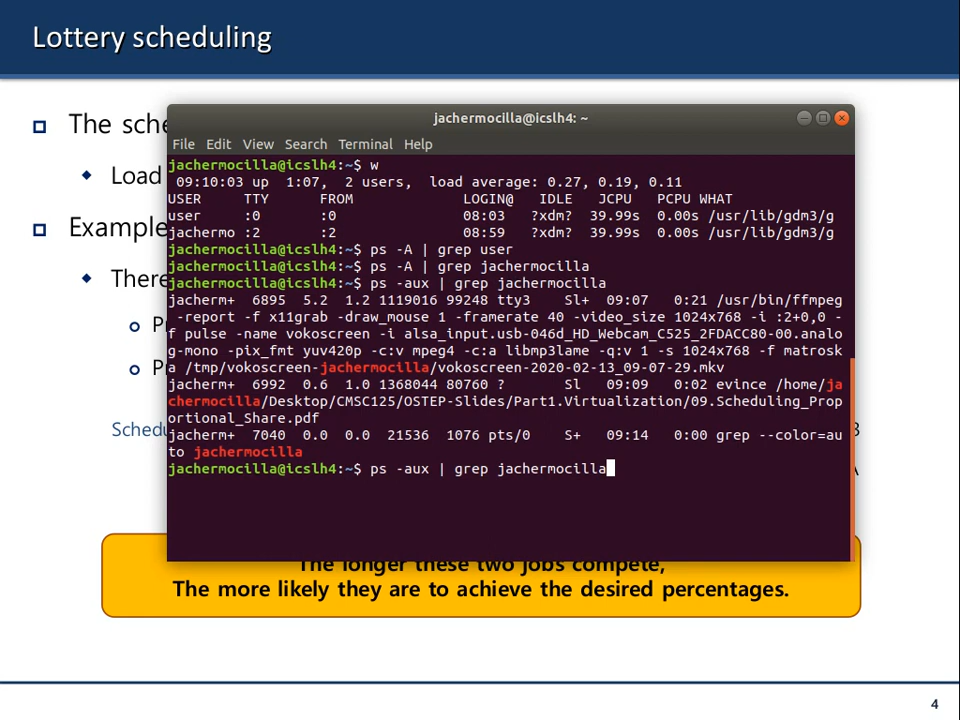 Lottery scheduling
The sche
Load
Example
There
Pr
Pr
Schedu
jachermocilla@icslh4: ~
File Edit View Search Terminal Help
jachermocilla@icslh4:~$ w
09:10:03 up 1:07, 2 users, load average: 0.27, 0.19, 0.11
USER TTY FROM LOGIN@ IDLE JCPU PCPU WHAT
user :0 :0 08:03 ?xdm? 39.99s 0.00s /usr/lib/gdm3/g
jachermo :2 :2 08:59 ?xdm? 39.99s 0.00s /usr/lib/gdm3/g
jachermocilla@icslh4:~$ ps -A | grep user
jachermocilla@icslh4:~$ ps -A | grep jachermocilla
jachermocilla@icslh4:~$ ps -aux | grep jachermocilla
jacherm+ 6895 5.2 1.2 1119016 99248 tty3 Sl+ 09:07 0:21 /usr/bin/ffmpeg
-report -f x11grab -draw_mouse 1 -framerate 40 -video_size 1024x768 -i :2+0,0 -
f pulse -name vokoscreen -i alsa_input.usb-046d_HD_Webcam_C525_2FDACC80-00.analo
g-mono -pix_fmt yuv420p -c:v mpeg4 -c:a libmp3lame -q:v 1 -s 1024x768 -f matrosk
a /tmp/vokoscreen-jachermocilla/vokoscreen-2020-02-13_09-07-29.mkv
jacherm+ 6992 0.6 1.0 1368044 80760 ? Sl 09:09 0:02 evince /home/ja
chermocilla/Desktop/CMSC125/OSTEP-Slides/Part1.Virtualization/09.Scheduling_Prop
ortional_Share.pdf
jacherm+ 7040 0.0 0.0 21536 1076 pts/0 S+ 09:14 0:00 grep --color=au
to jachermocilla
jachermocilla@icslh4:~$ ps -aux | grep jachermocilla
The longer these two jobs compete,
The more likely they are to achieve the desired percentages.
4